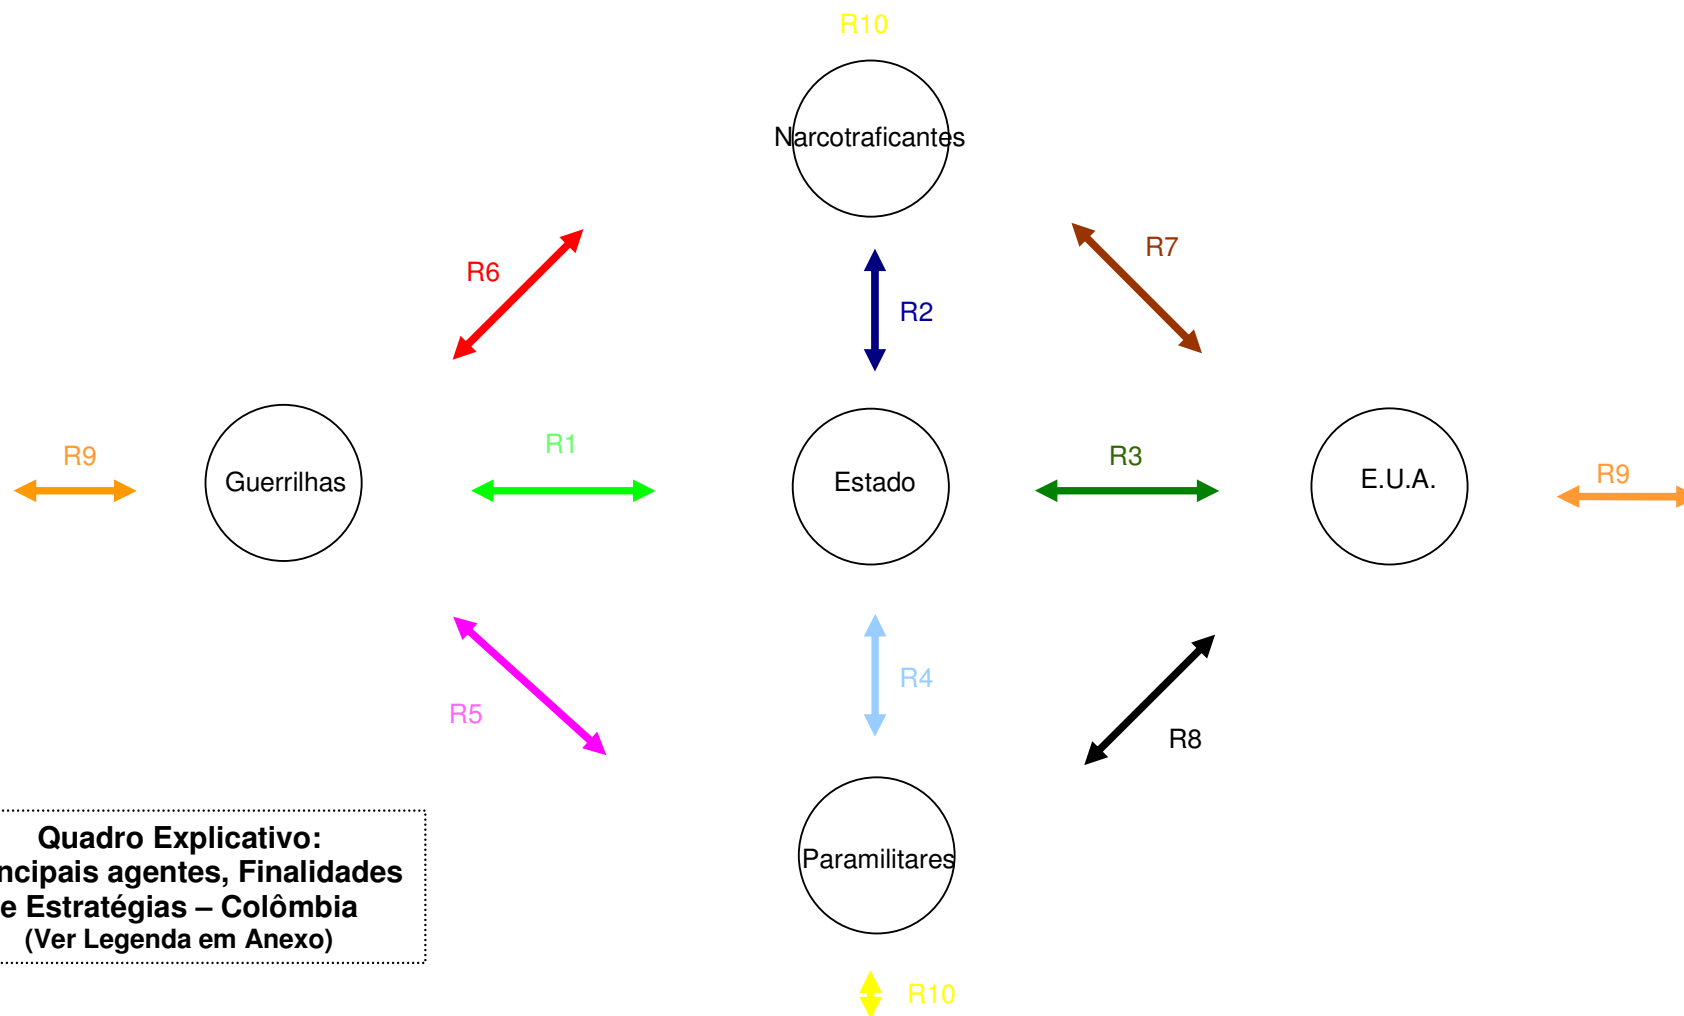 R10
Narcotraficantes
R6
R7
R2
R9
R1
R3
R9
Guerrilhas
Estado
E.U.A.
R5
R4
R8
Quadro Explicativo:
ncipais agentes, Finalidades
e Estratégias – Colômbia
(Ver Legenda em Anexo)
Paramilitares
R10